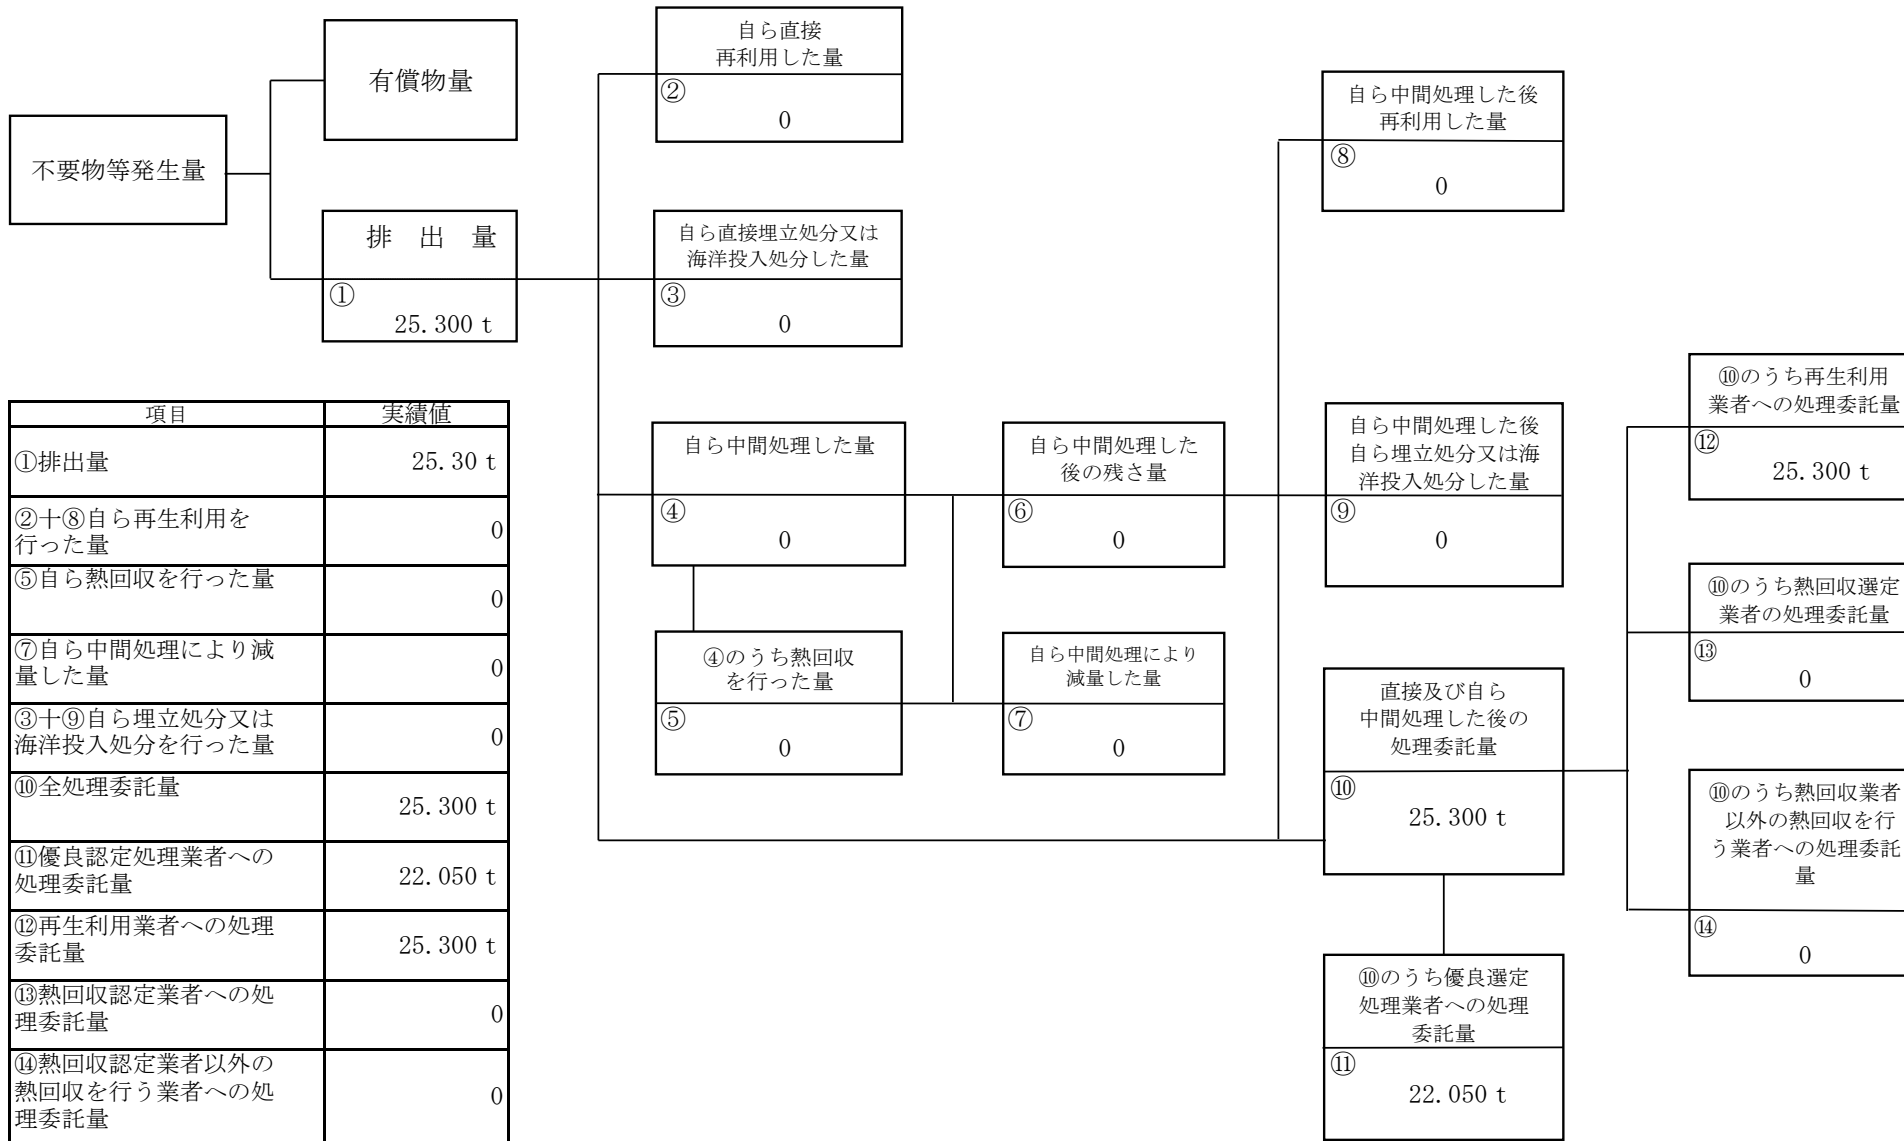 不要物等発生量
有償物量
排　出　量
①
25.300 t
自ら直接
再利用した量
②
0
自ら直接埋立処分又は
海洋投入処分した量
③
0
自ら中間処理した量
④
0
④のうち熱回収
を行った量
⑤
0
自ら中間処理した
後の残さ量
⑥
0
自ら中間処理により
減量した量
⑦
0
自ら中間処理した後
再利用した量
⑧
0
自ら中間処理した後
自ら埋立処分又は海
洋投入処分した量
⑨
0
直接及び自ら
中間処理した後の
処理委託量
⑩
25.300 t
⑩のうち優良選定
処理業者への処理
委託量
⑪
22.050 t
⑩のうち再生利用
業者への処理委託量
⑫
25.300 t
⑩のうち熱回収選定
業者の処理委託量
⑬
0
⑩のうち熱回収業者
以外の熱回収を行
う業者への処理委託
量
⑭
0
項目 実績値
①排出量 25.30 t
②十⑧自ら再生利用を
行った量 0
⑤自ら熱回収を行った量
0
⑦自ら中間処理により減
量した量 0
③十⑨自ら埋立処分又は
海洋投入処分を行った量 0
⑩全処理委託量
25.300 t
⑪優良認定処理業者への
処理委託量 22.050 t
⑫再生利用業者への処理
委託量 25.300 t
⑬熱回収認定業者への処
理委託量 0
⑭熱回収認定業者以外の
熱回収を行う業者への処
理委託量 0